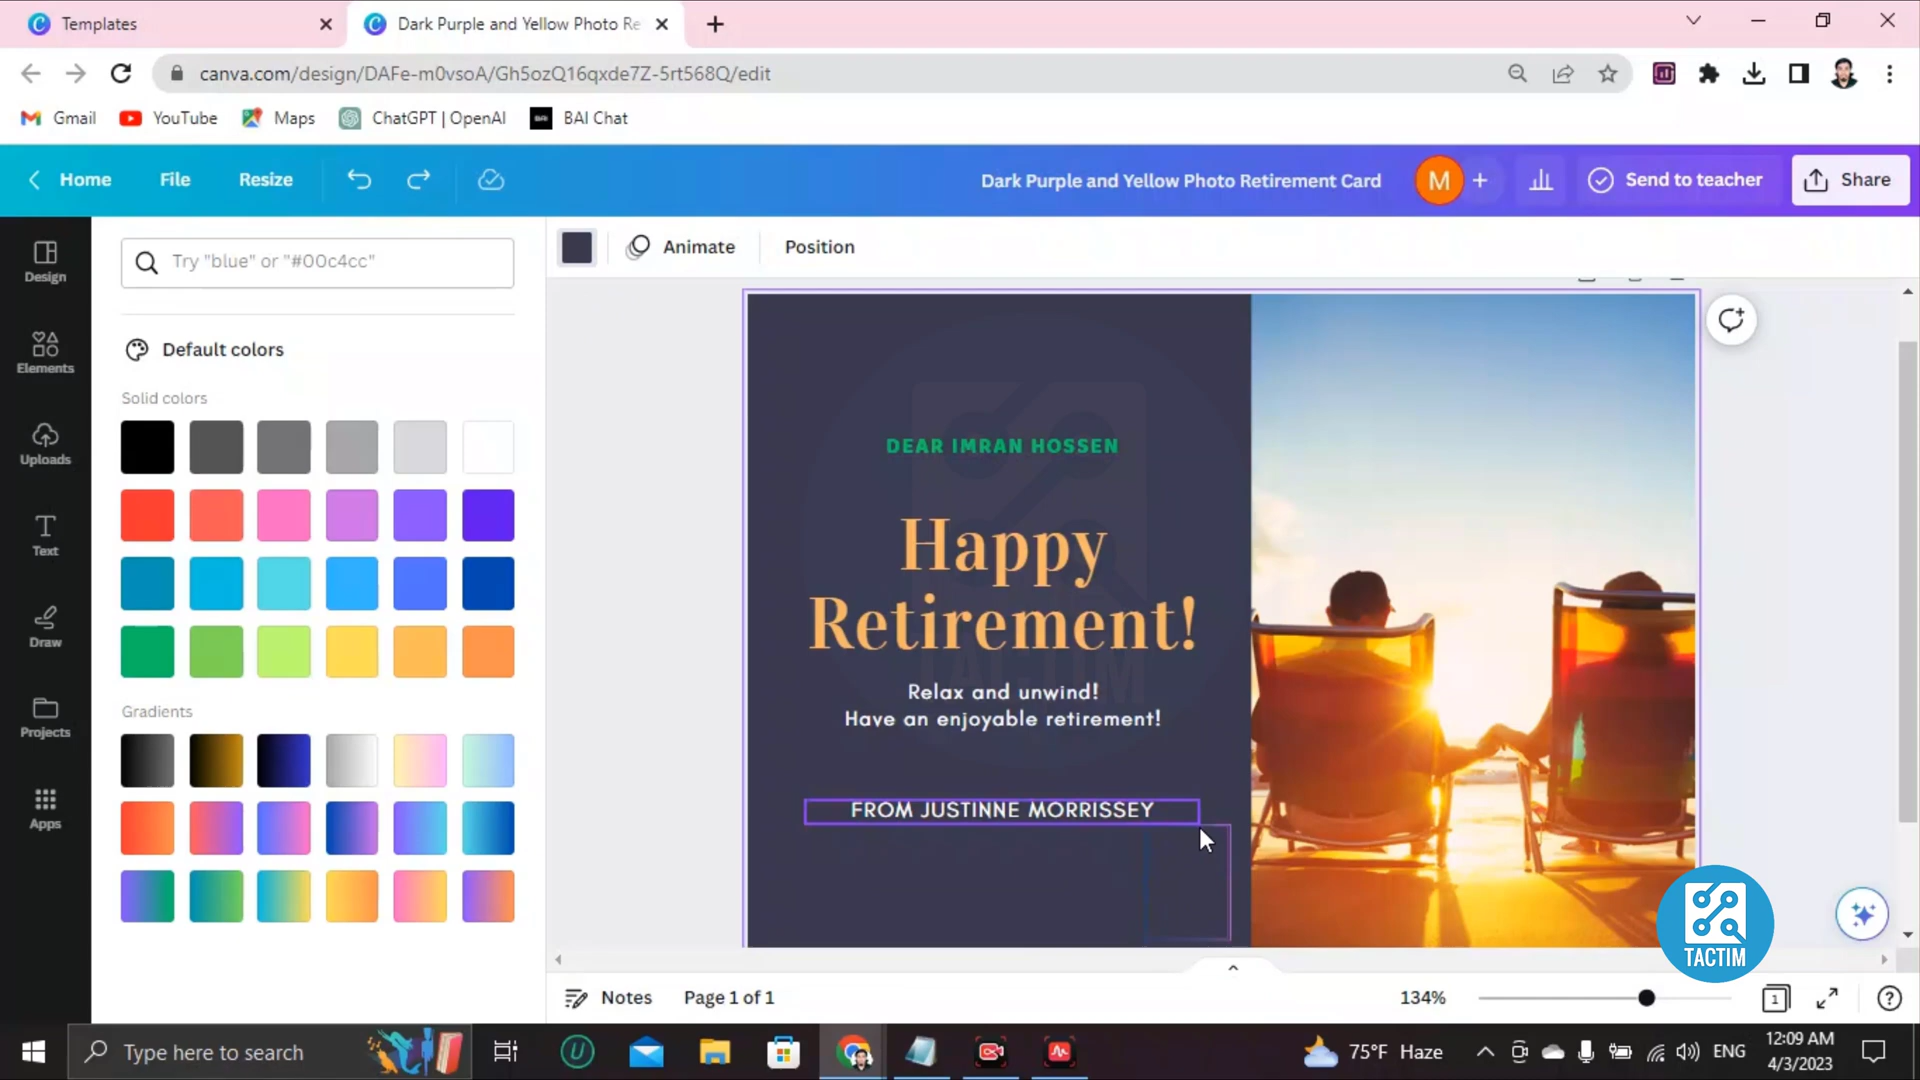 Templates
Dark Purple and Yellow Photo Re
canva.com/design/DAFe-m0vsoA/Gh5ozQ16qxde7Z-5rt568Q/edit
Gmail
YouTube
Maps
ChatGPT | OpenAI
BAI Chat
Home
File
Resize
Dark Purple and Yellow Photo Retirement Card
M
Send to teacher
Share
Design
Elements
Uploads
Text
Draw
Projects
Apps
Try "blue" or "#00c4cc"
Default colors
Solid colors
Gradients
Animate
Position
DEAR IMRAN HOSSEN
Happy
Retirement!
Relax and unwind!
Have an enjoyable retirement!
FROM JUSTINNE MORRISSEY
TACTIM
TACTIM
Notes
Page 1 of 1
134%
1
Type here to search
75°F Haze
ENG
12:09 AM
4/3/2023